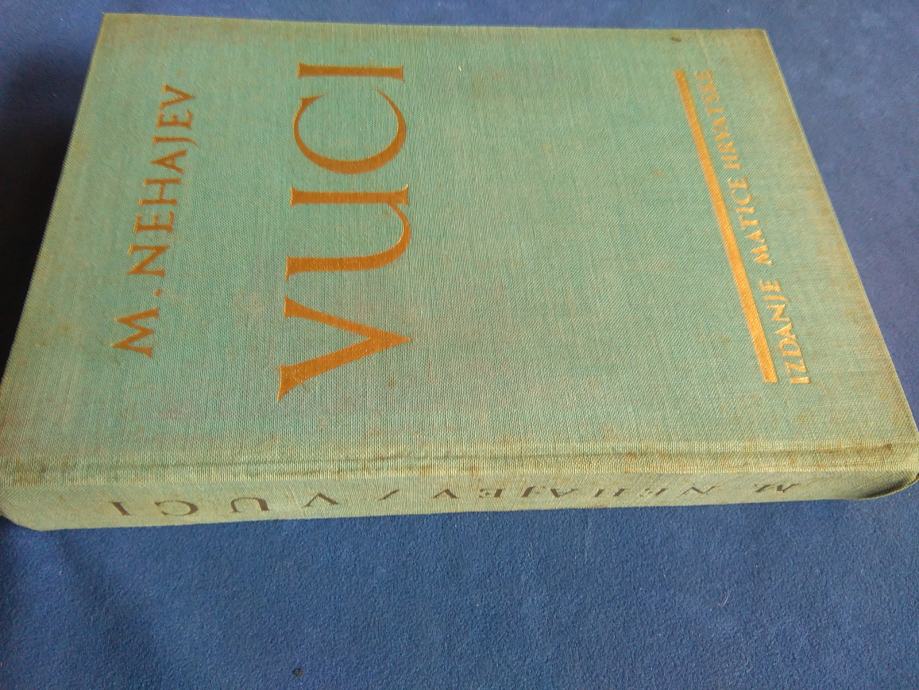 M. NEHAJEV
VUCI
IZDANJE MATICE HRVATSKE
M. NEHAJEV / VUCI